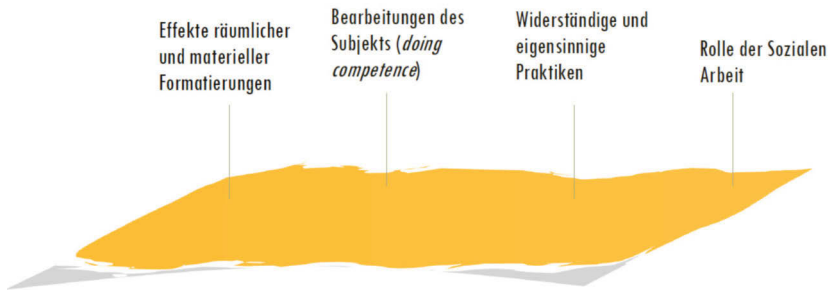 Effekte räumlicher
und materieller
Formatierungen
Bearbeitungen des
Subjekts (doing
competence)
Widerständige und
eigensinnige
Praktiken
Rolle der Sozialen
Arbeit